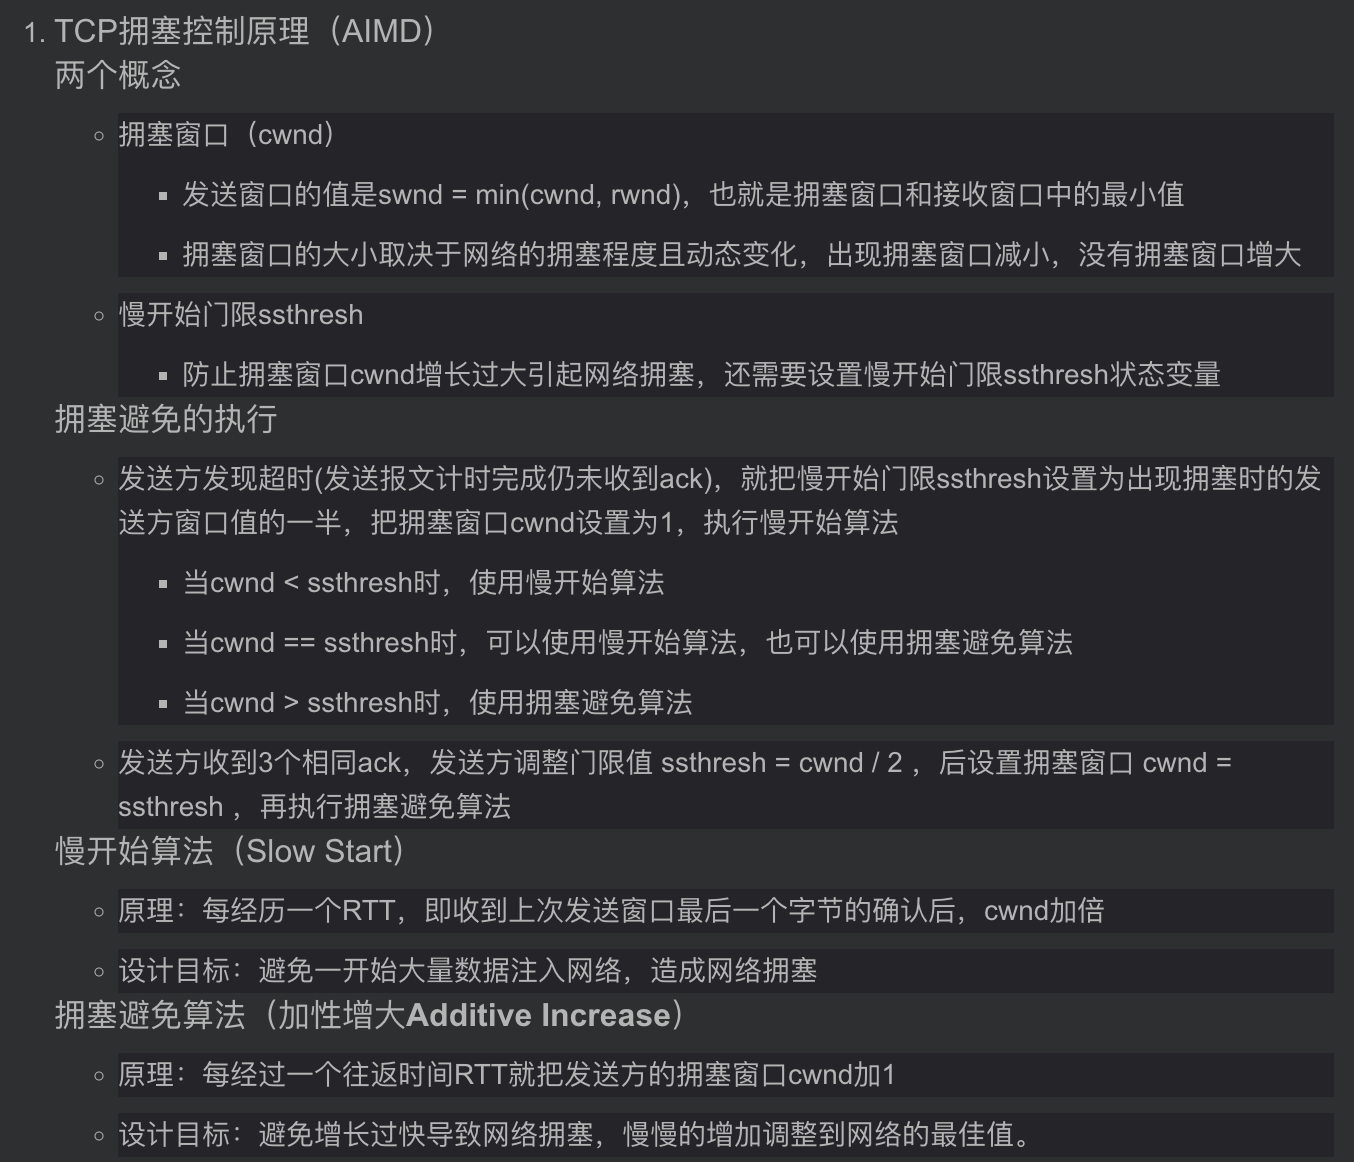 1. TCP拥塞控制原理（AIMD）
两个概念
拥塞窗口（cwnd）
发送窗口的值是swnd = min(cwnd, rwnd)，也就是拥塞窗口和接收窗口中的最小值
拥塞窗口的大小取决于网络的拥塞程度且动态变化，出现拥塞窗口减小，没有拥塞窗口增大
慢开始门限ssthresh
防止拥塞窗口cwnd增长过大引起网络拥塞，还需要设置慢开始门限ssthresh状态变量
拥塞避免的执行
发送方发现超时(发送报文计时完成仍未收到ack)，就把慢开始门限ssthresh设置为出现拥塞时的发
送方窗口值的一半，把拥塞窗口cwnd设置为1，执行慢开始算法
当cwnd < ssthresh时，使用慢开始算法
当cwnd == ssthresh时，可以使用慢开始算法，也可以使用拥塞避免算法
当cwnd > ssthresh时，使用拥塞避免算法
发送方收到3个相同ack，发送方调整门限值 ssthresh = cwnd / 2 ，后设置拥塞窗口 cwnd =
ssthresh ，再执行拥塞避免算法
慢开始算法（Slow Start）
原理：每经历一个RTT，即收到上次发送窗口最后一个字节的确认后，cwnd加倍
设计目标：避免一开始大量数据注入网络，造成网络拥塞
拥塞避免算法（加性增大Additive Increase）
原理：每经过一个往返时间RTT就把发送方的拥塞窗口cwnd加1
设计目标：避免增长过快导致网络拥塞，慢慢的增加调整到网络的最佳值。